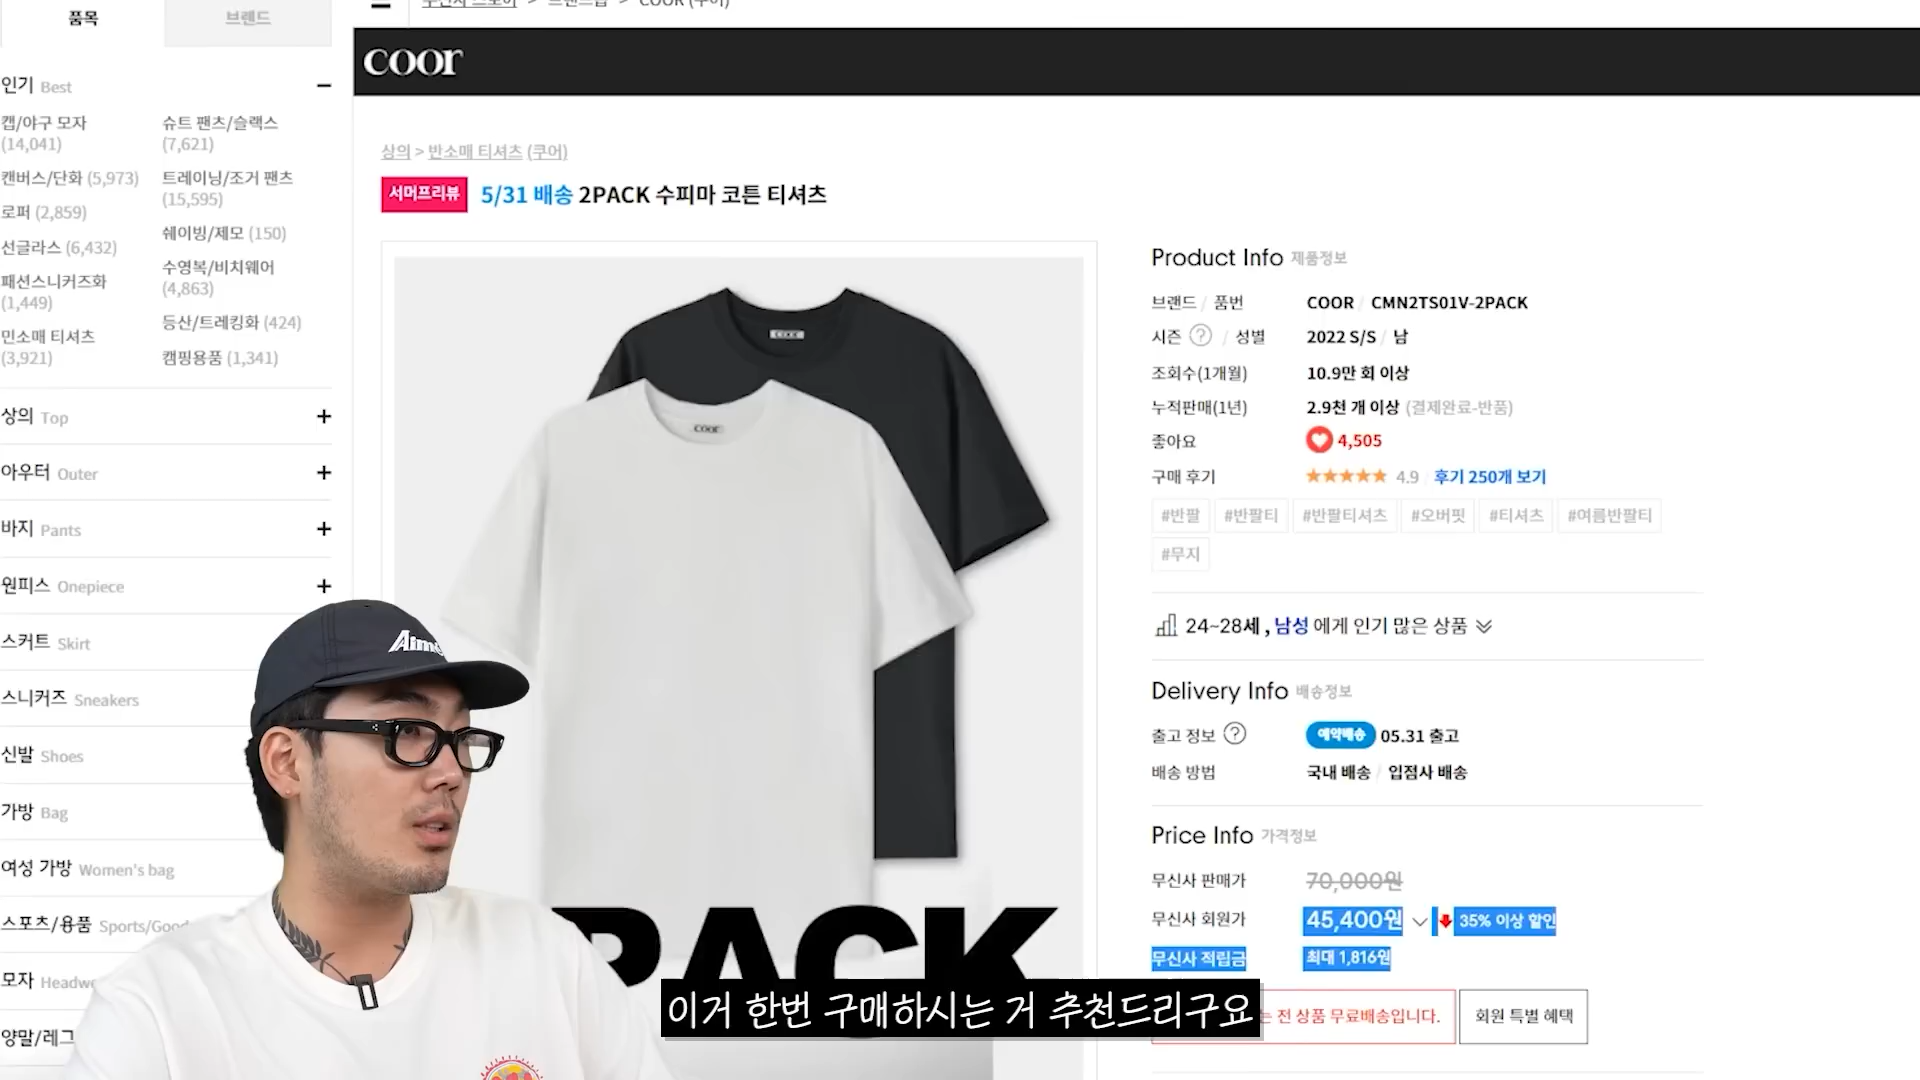 품목
브랜드
무신사 스토어 > 브랜드숍 > COOR (쿠어)
coor
인기 Best
캡/야구 모자
(14,041)
캔버스/단화 (5,973)
로퍼 (2,859)
선글라스 (6,432)
패션스니커즈화
(1,449)
민소매 티셔츠
(3,921)
슈트 팬츠/슬랙스
(7,621)
트레이닝/조거 팬츠
(15,595)
쉐이빙/제모 (150)
수영복/비치웨어
(4,863)
등산/트레킹화 (424)
캠핑용품 (1,341)
상의 Top
아우터 Outer
바지 Pants
원피스 Onepiece
스커트 Skirt
스니커즈 Sneakers
신발 Shoes
가방 Bag
여성 가방 Women's bag
스포츠/용품 Sports/Good
모자 Headwe
양말/레그
상의 > 반소매 티셔츠 (쿠어)
서머프리뷰 5/31 배송 2PACK 수피마 코튼 티셔츠
coor
coor
PACK
Aimé
Product Info 제품정보
브랜드 / 품번 COOR / CMN2TS01V-2PACK
시즌 ? / 성별 2022 S/S / 남
조회수(1개월) 10.9만 회 이상
누적판매(1년) 2.9천 개 이상 (결제완료-반품)
좋아요 4,505
구매 후기 ★★★★★ 4.9 후기 250개 보기
#반팔 #반팔티 #반팔티셔츠 #오버핏 #티셔츠 #여름반팔티
#무지
24~28세 , 남성 에게 인기 많은 상품
Delivery Info 배송정보
출고 정보 ? 예약배송 05.31 출고
배송 방법 국내 배송 / 입점사 배송
Price Info 가격정보
무신사 판매가 70,000원
무신사 회원가 45,400원 35% 이상 할인
무신사 적립금 최대 1,816원
는 전 상품 무료배송입니다. 회원 특별 혜택
이거 한번 구매하시는 거 추천드리구요